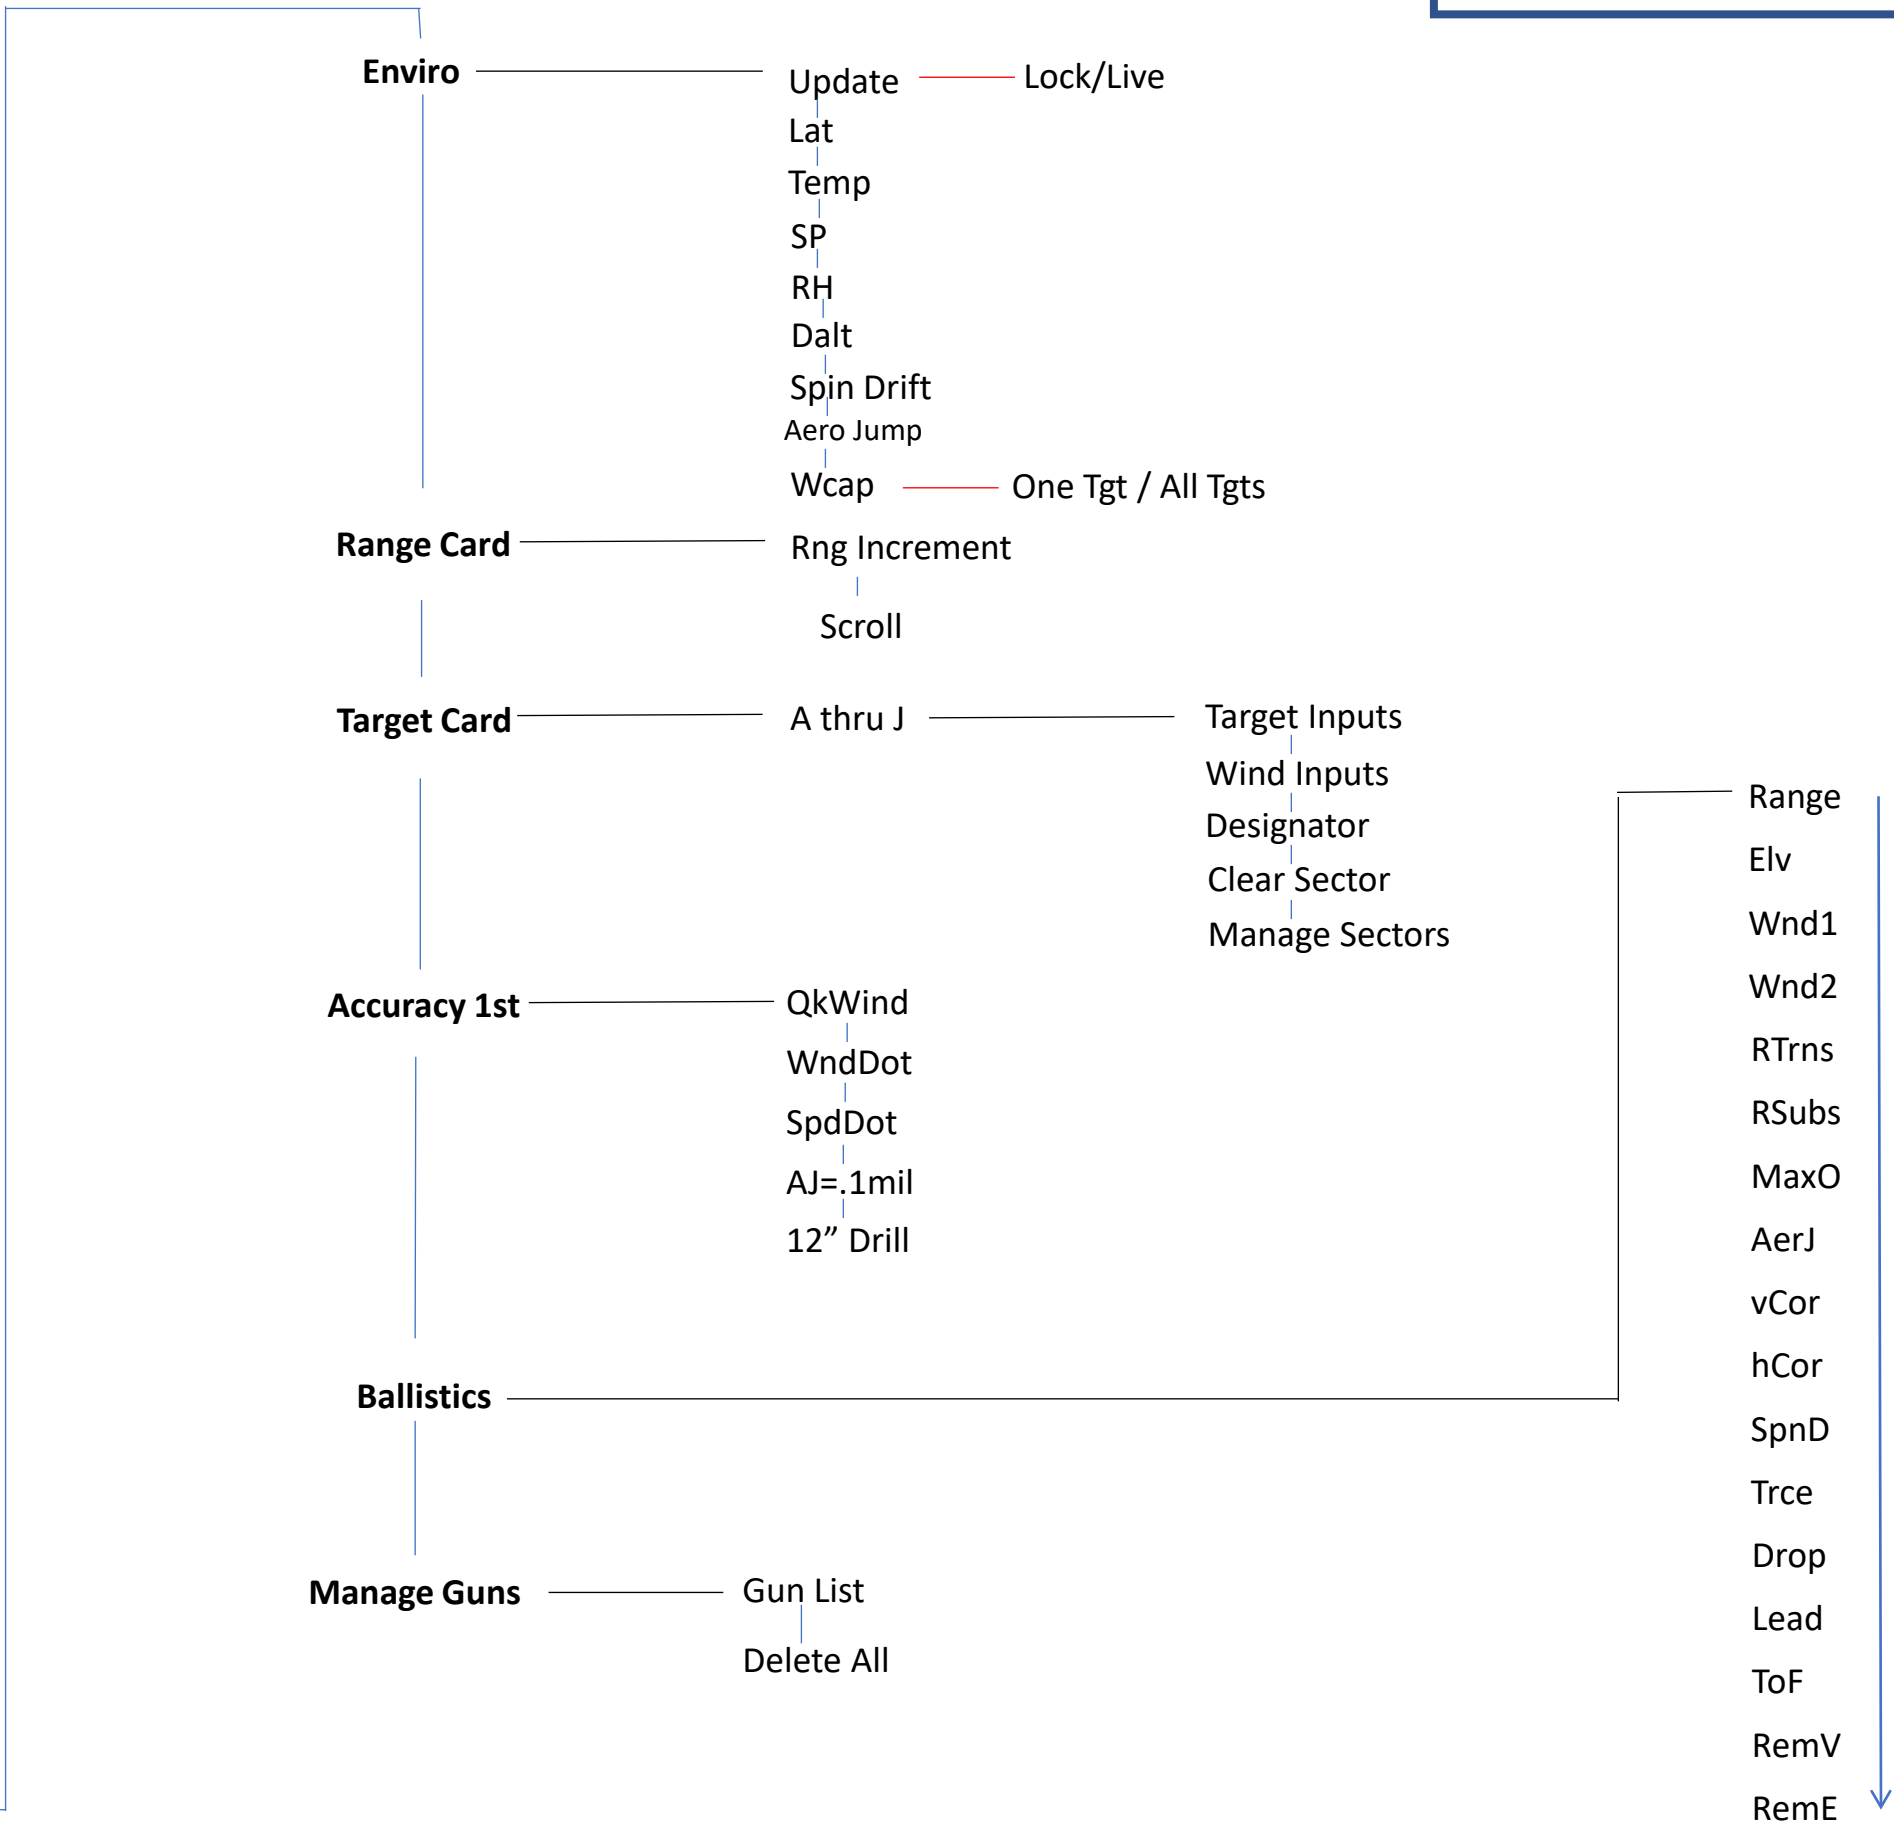 Enviro
Update
Lock/Live
Lat
Temp
SP
RH
Dalt
Spin Drift
Aero Jump
Wcap
One Tgt / All Tgts
Range Card
Rng Increment
Scroll
Target Card
A thru J
Target Inputs
Wind Inputs
Designator
Clear Sector
Manage Sectors
Accuracy 1st
QkWind
WndDot
SpdDot
AJ=.1mil
12” Drill
Ballistics
Range
Elv
Wnd1
Wnd2
RTrns
RSubs
MaxO
AerJ
vCor
hCor
SpnD
Trce
Drop
Lead
ToF
RemV
RemE
Manage Guns
Gun List
Delete All